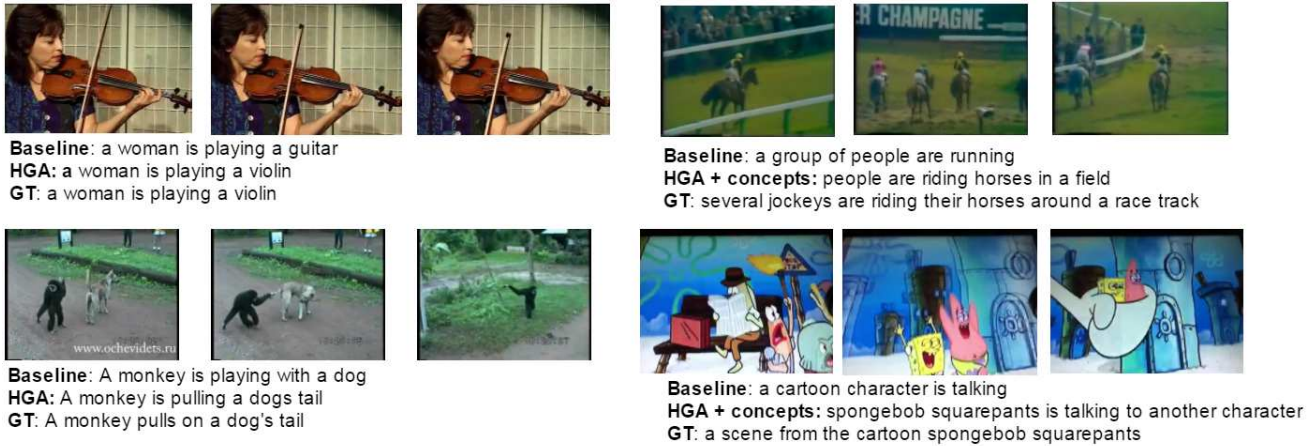 Baseline: a woman is playing a guitar
HGA: a woman is playing a violin
GT: a woman is playing a violin
R CHAMPAGNE
Baseline: a group of people are running
HGA + concepts: people are riding horses in a field
GT: several jockeys are riding their horses around a race track
www.ochevidets.ru
Baseline: A monkey is playing with a dog
HGA: A monkey is pulling a dogs tail
GT: A monkey pulls on a dog's tail
Baseline: a cartoon character is talking
HGA + concepts: spongebob squarepants is talking to another character
GT: a scene from the cartoon spongebob squarepants